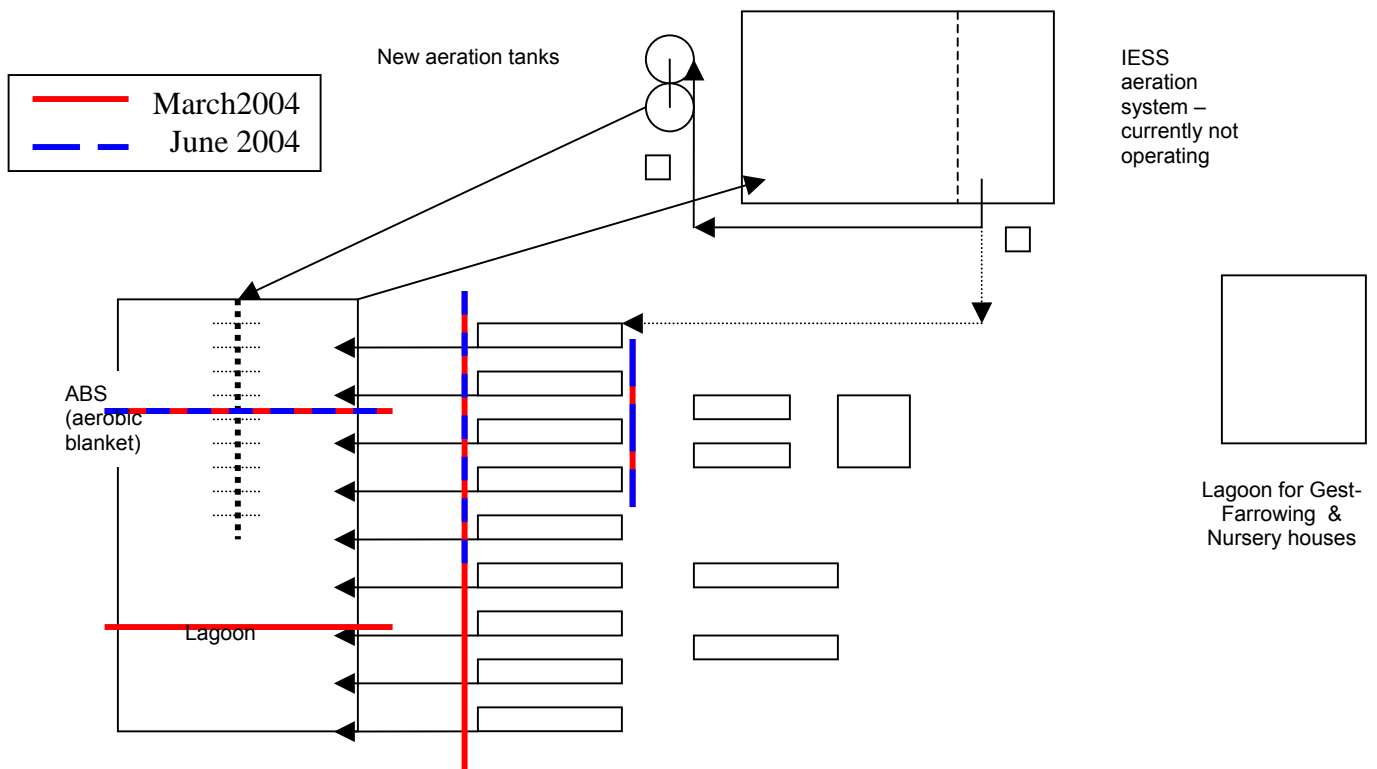 New aeration tanks
IESS
aeration
system –
currently not
operating
March2004
June 2004
ABS
(aerobic
blanket)
Lagoon
Lagoon for Gest-
Farrowing &
Nursery houses